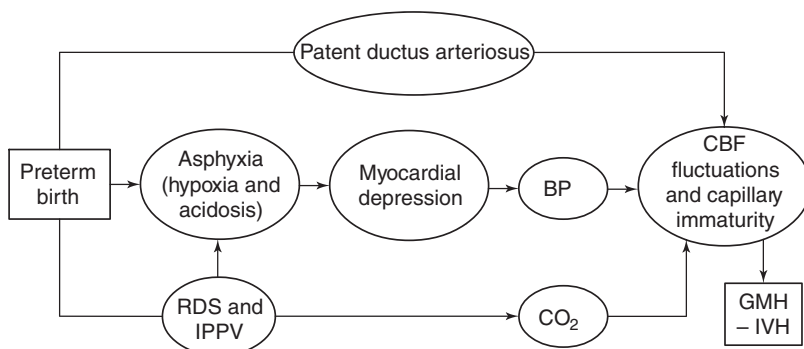 Patent ductus arteriosus
Preterm
birth
Asphyxia
(hypoxia and
acidosis)
Myocardial
depression
BP
CBF
fluctuations
and capillary
immaturity
RDS and
IPPV
CO₂
GMH
– IVH